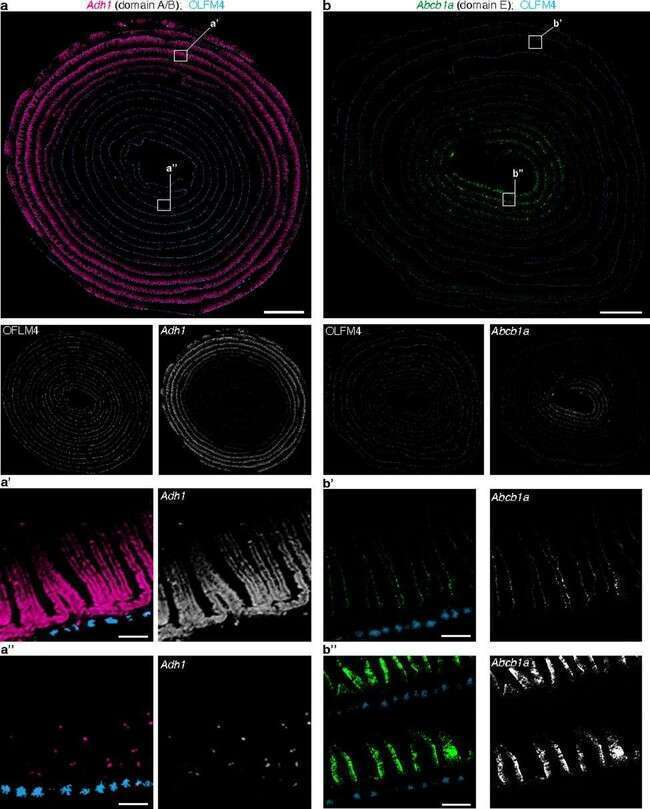 a Adh1 (domain A/B); OLFM4
b Abcb1a (domain E); OLFM4
a'
a''
b'
b''
OFLM4
Adh1
OLFM4
Abcb1a
a'
Adh1
b'
Abcb1a
a''
Adh1
b''
Abcb1a